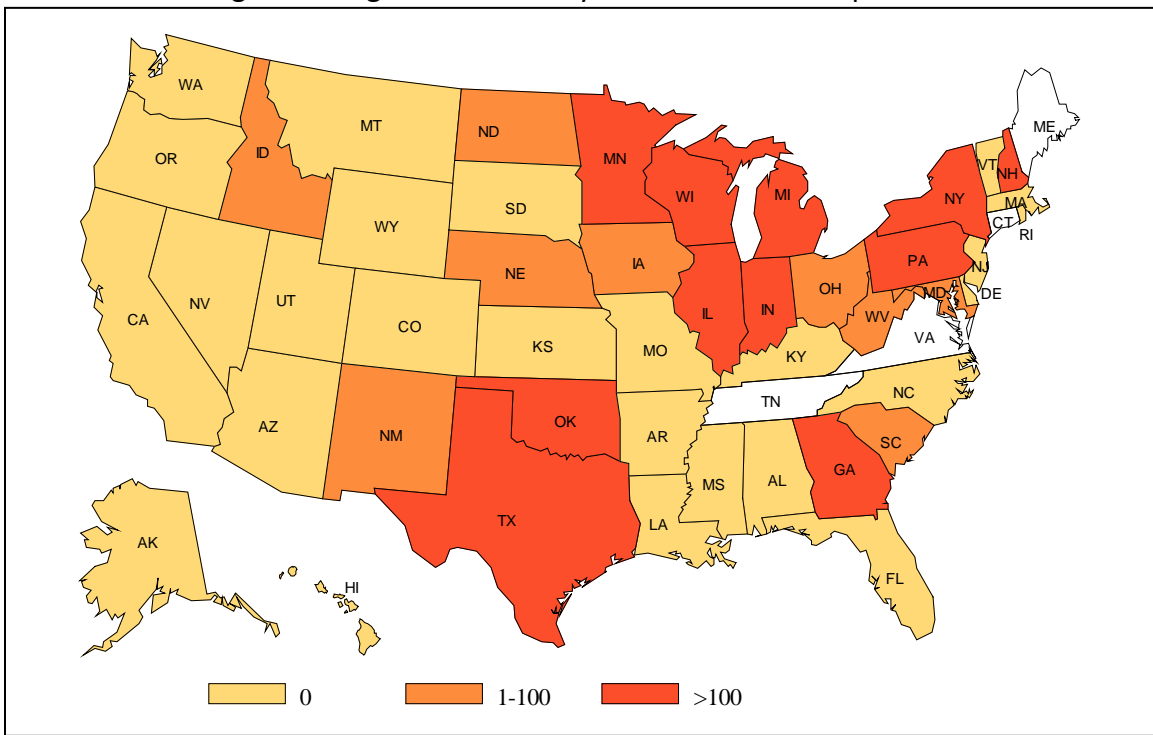 WA
MT
ND
MN
ME
VT
NH
OR
ID
SD
WI
MI
NY
MA
CT
RI
WY
IA
PA
NJ
NE
OH
MD
DE
NV
UT
CO
IL
IN
WV
VA
CA
KS
MO
KY
NC
TN
AZ
NM
OK
AR
SC
GA
MS
AL
TX
LA
AK
FL
HI
0
1-100
>100